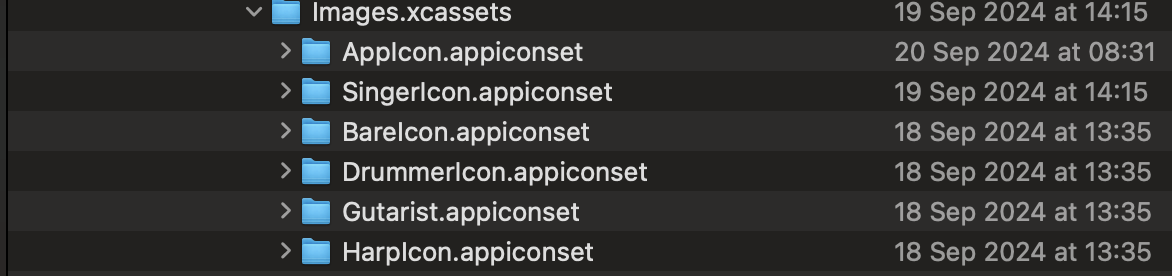 Images.xcassets 19 Sep 2024 at 14:15
AppIcon.appiconset 20 Sep 2024 at 08:31
SingerIcon.appiconset 19 Sep 2024 at 14:15
BareIcon.appiconset 18 Sep 2024 at 13:35
DrummerIcon.appiconset 18 Sep 2024 at 13:35
Gutarist.appiconset 18 Sep 2024 at 13:35
HarpIcon.appiconset 18 Sep 2024 at 13:35